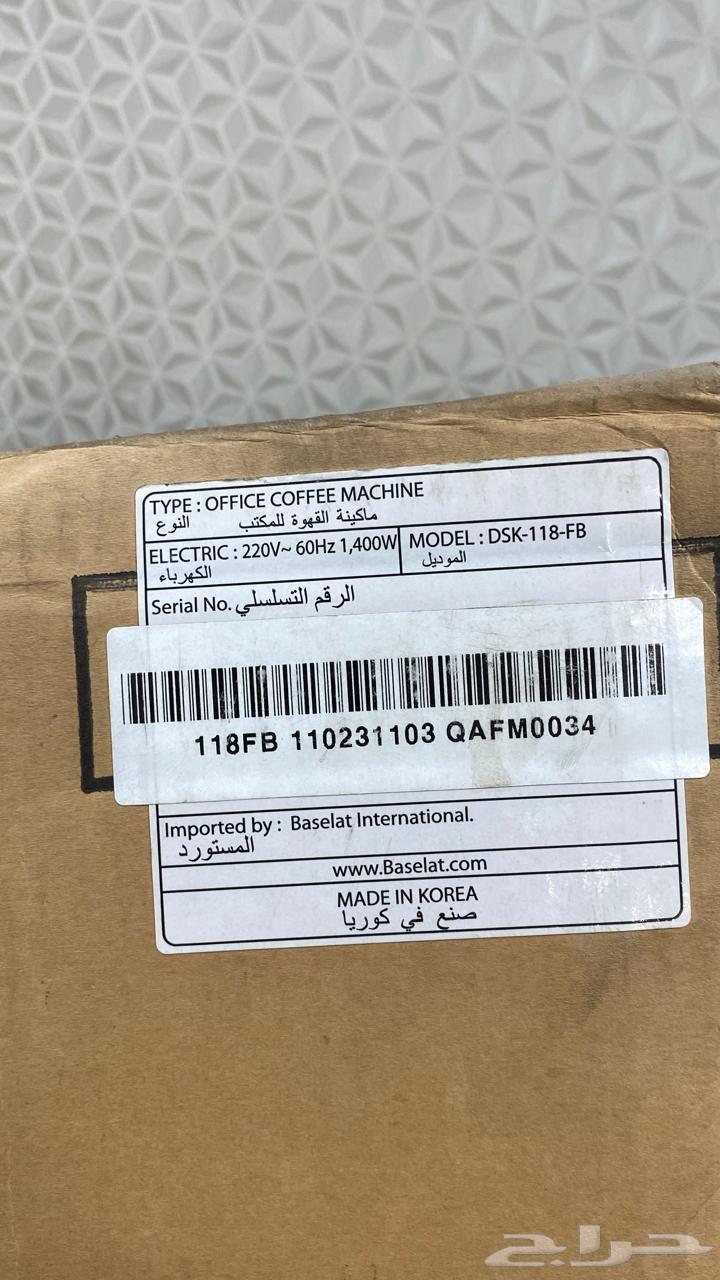 TYPE : OFFICE COFFEE MACHINE
النوع ماكينة القهوة للمكتب
ELECTRIC : 220V~ 60Hz 1,400W
الكهرباء
MODEL : DSK-118-FB
الموديل
Serial No. الرقم التسلسلي
118FB 110231103 QAFM0034
Imported by : Baselat International.
المستورد
www.Baselat.com
MADE IN KOREA
صنع في كوريا
حراج